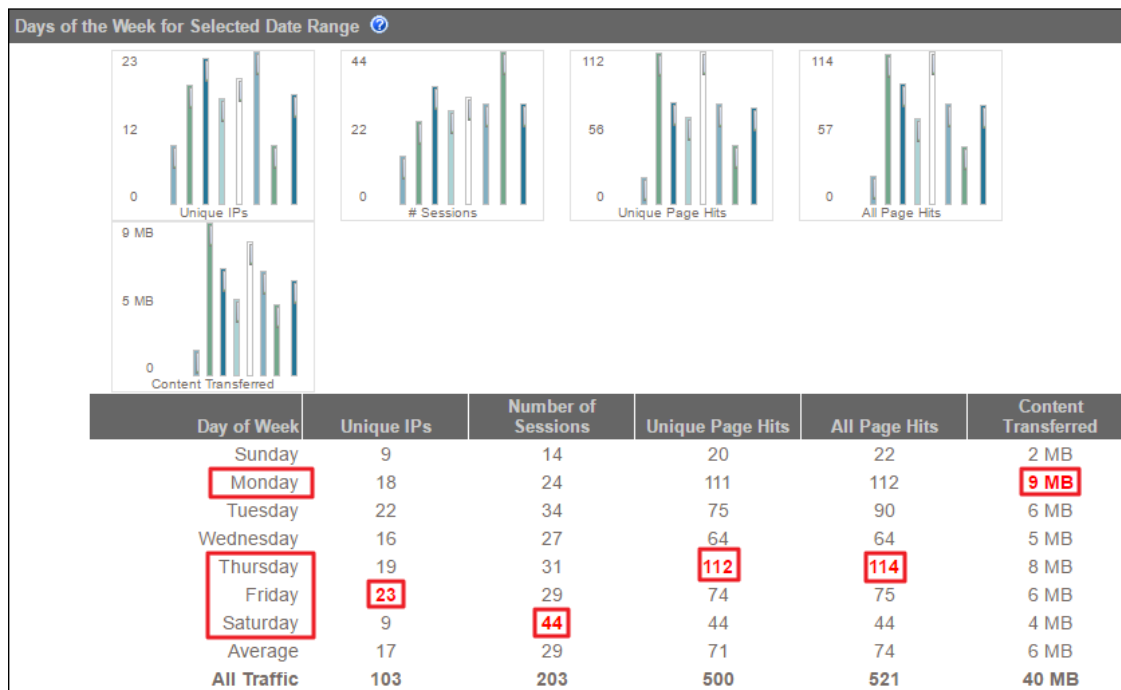 Days of the Week for Selected Date Range ?
23
12
0
Unique IPs
44
22
0
# Sessions
112
56
0
Unique Page Hits
114
57
0
All Page Hits
9 MB
5 MB
0
Content Transferred
Day of Week Unique IPs Number of Sessions Unique Page Hits All Page Hits Content Transferred
Sunday 9 14 20 22 2 MB
Monday 18 24 111 112 9 MB
Tuesday 22 34 75 90 6 MB
Wednesday 16 27 64 64 5 MB
Thursday 19 31 112 114 8 MB
Friday 23 29 74 75 6 MB
Saturday 9 44 44 44 4 MB
Average 17 29 71 74 6 MB
All Traffic 103 203 500 521 40 MB